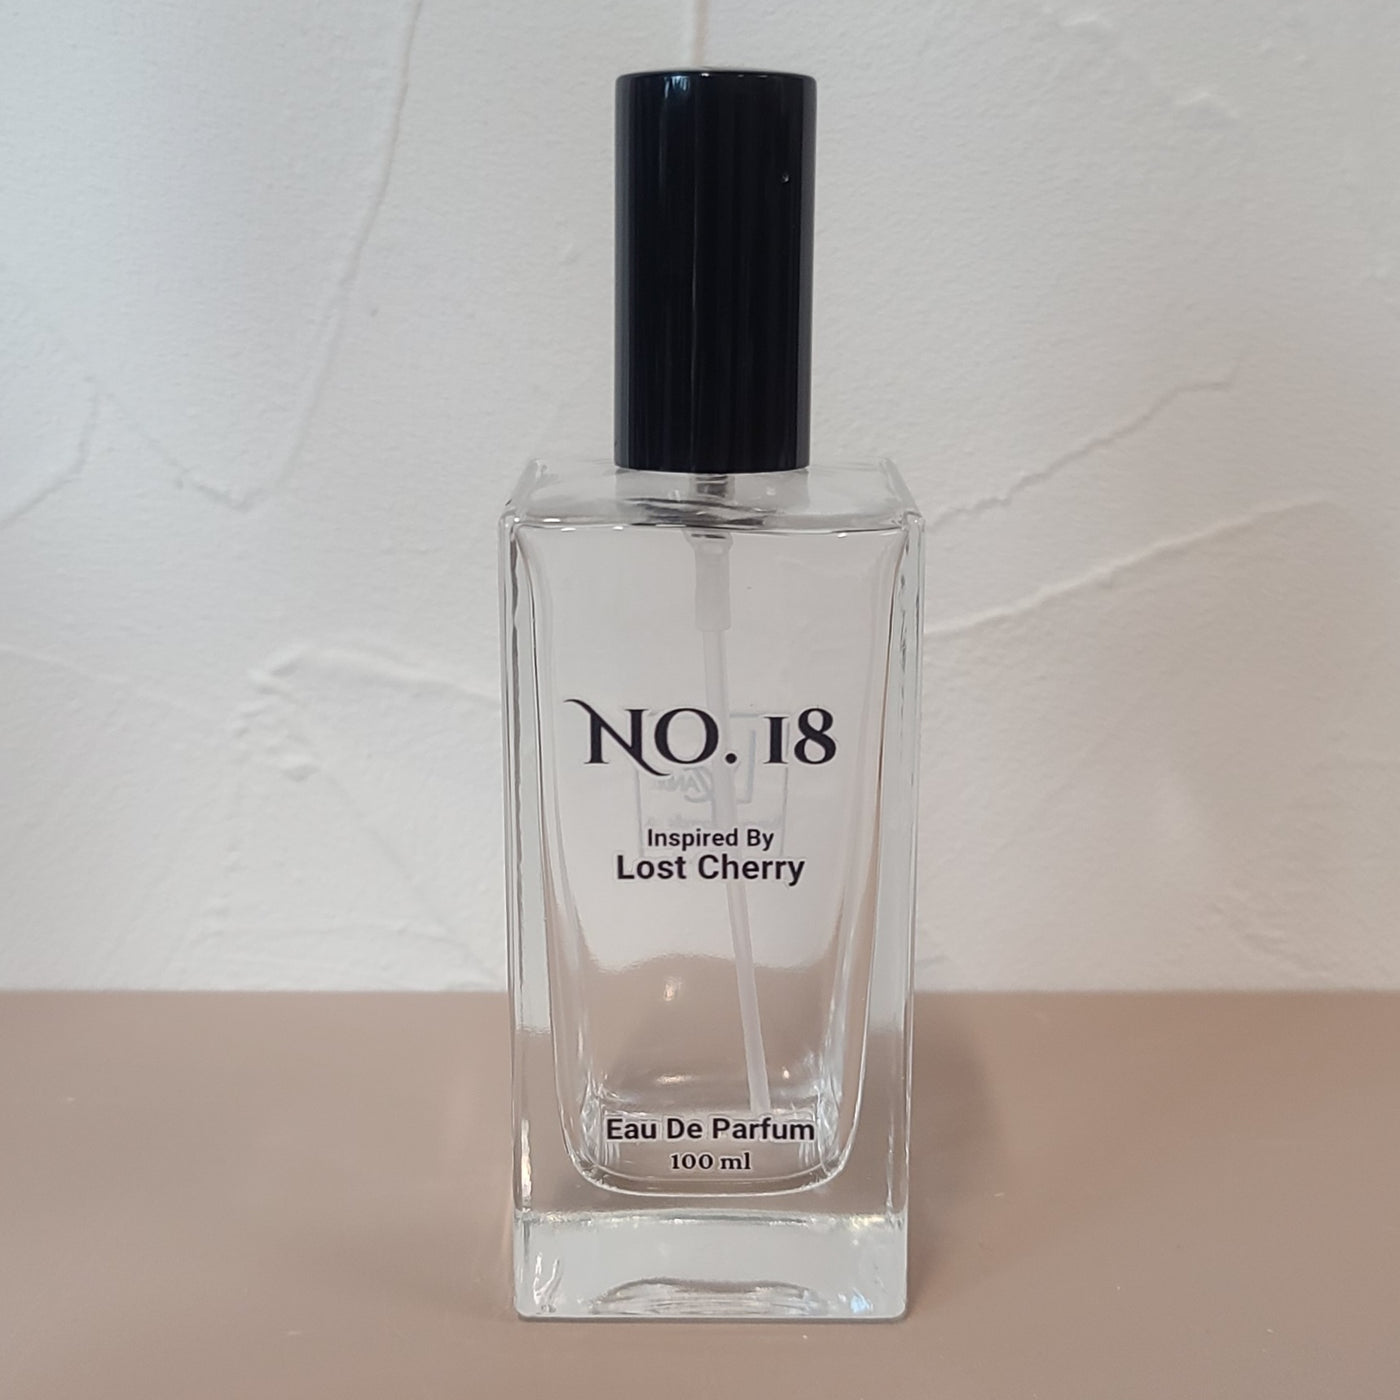 NO. 18
Inspired By
Lost Cherry
Eau De Parfum
100 ml